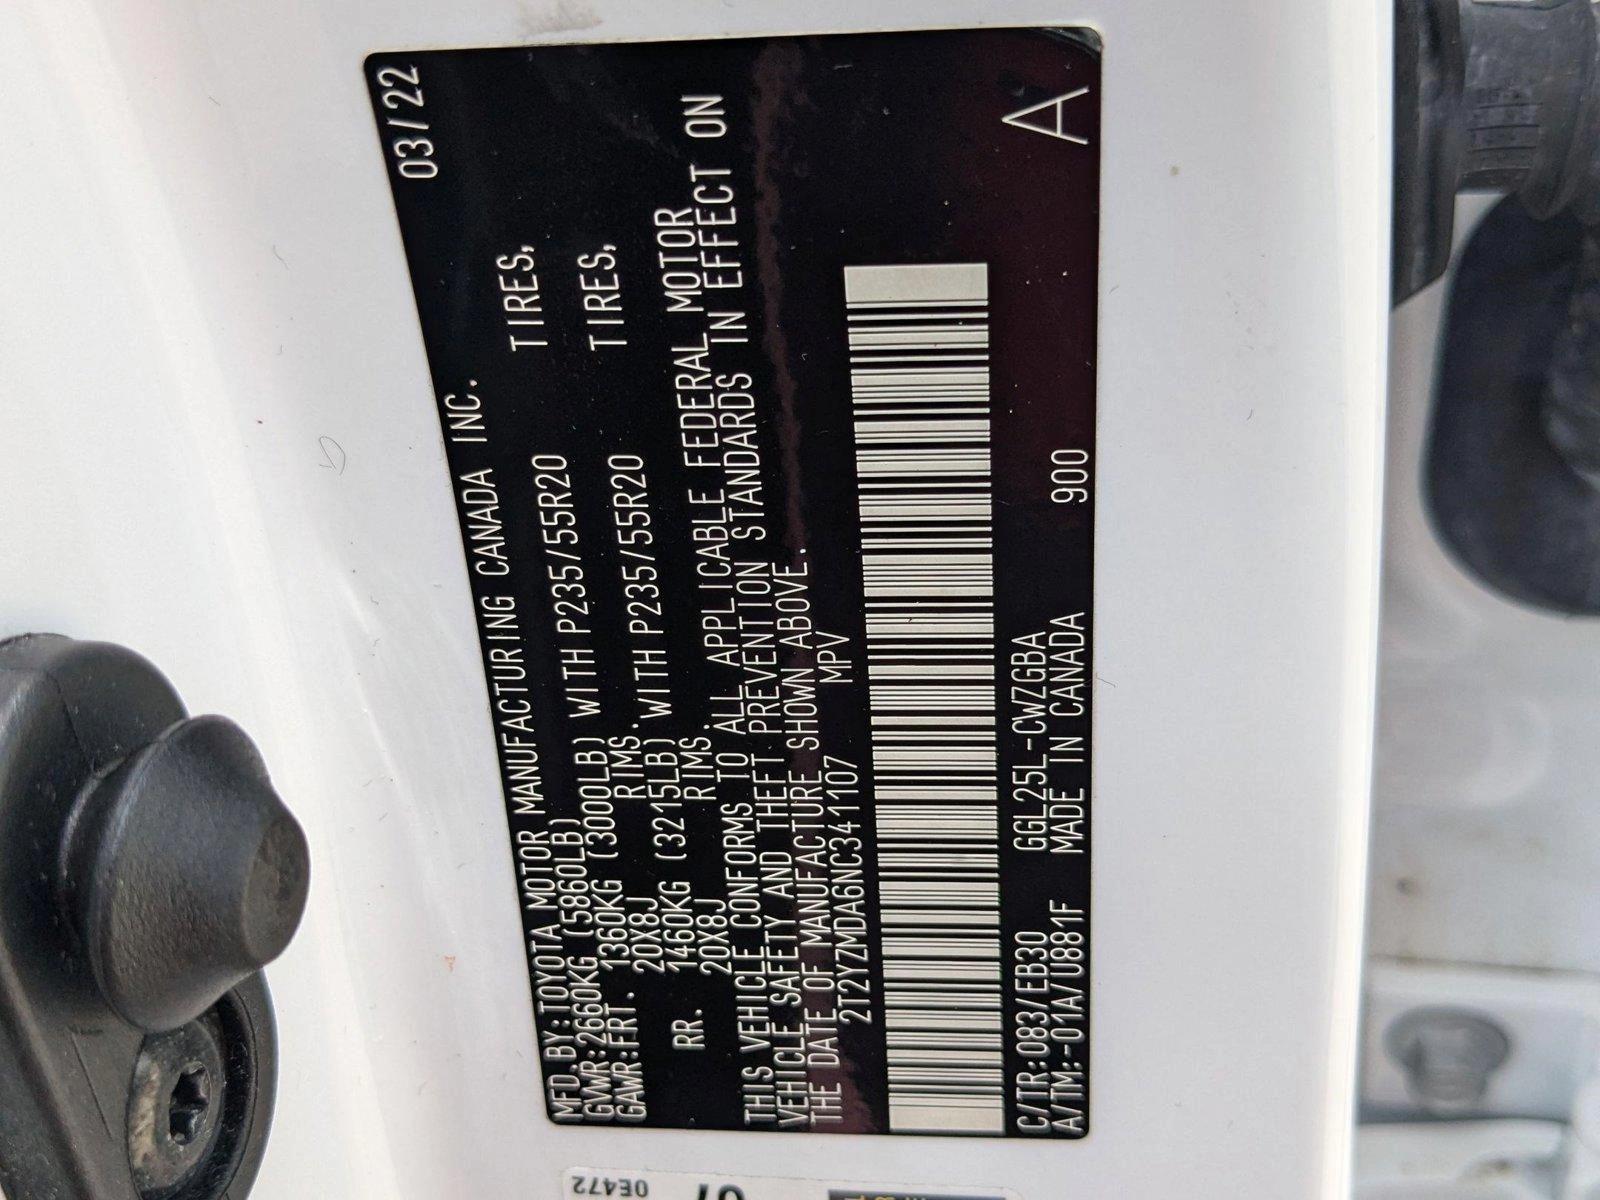 MFD. BY: TOYOTA MOTOR MANUFACTURING CANADA INC. 03/22
GVWR: 2660KG (5860LB)
GAWR: FRT. 1360KG (3000LB) WITH P235/55R20 TIRES,
20X8J RIMS.
RR. 1460KG (3215LB) WITH P235/55R20 TIRES,
20X8J RIMS.
THIS VEHICLE CONFORMS TO ALL APPLICABLE FEDERAL MOTOR
VEHICLE SAFETY AND THEFT PREVENTION STANDARDS IN EFFECT ON
THE DATE OF MANUFACTURE SHOWN ABOVE.
2T2YZMDA6NC341107 MPV
C/TR: 083/EB30 GGL25L-CWZGBA
A/TM: -01A/U881F MADE IN CANADA 900 A
0E472